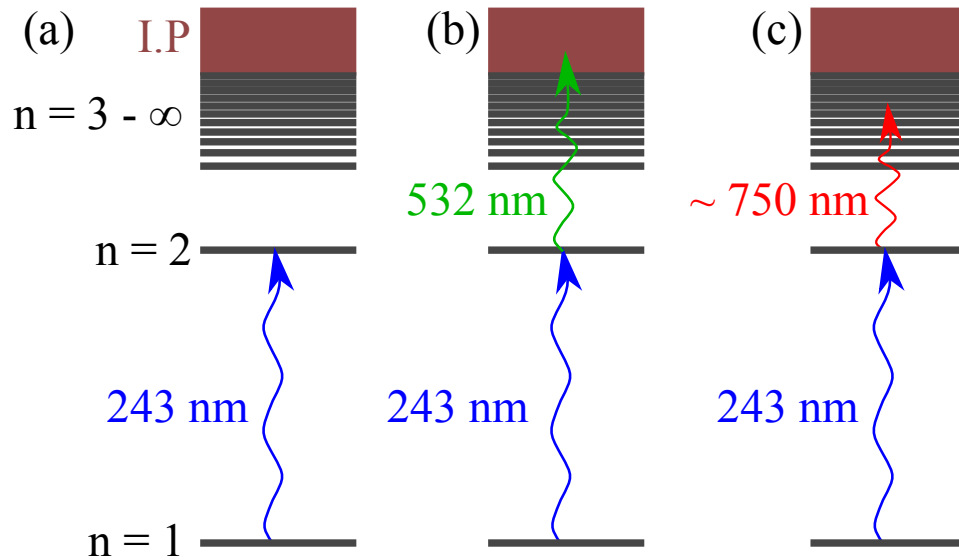 (a) I.P (b) (c)
n = 3 - ∞
532 nm ~ 750 nm
n = 2
243 nm 243 nm 243 nm
n = 1